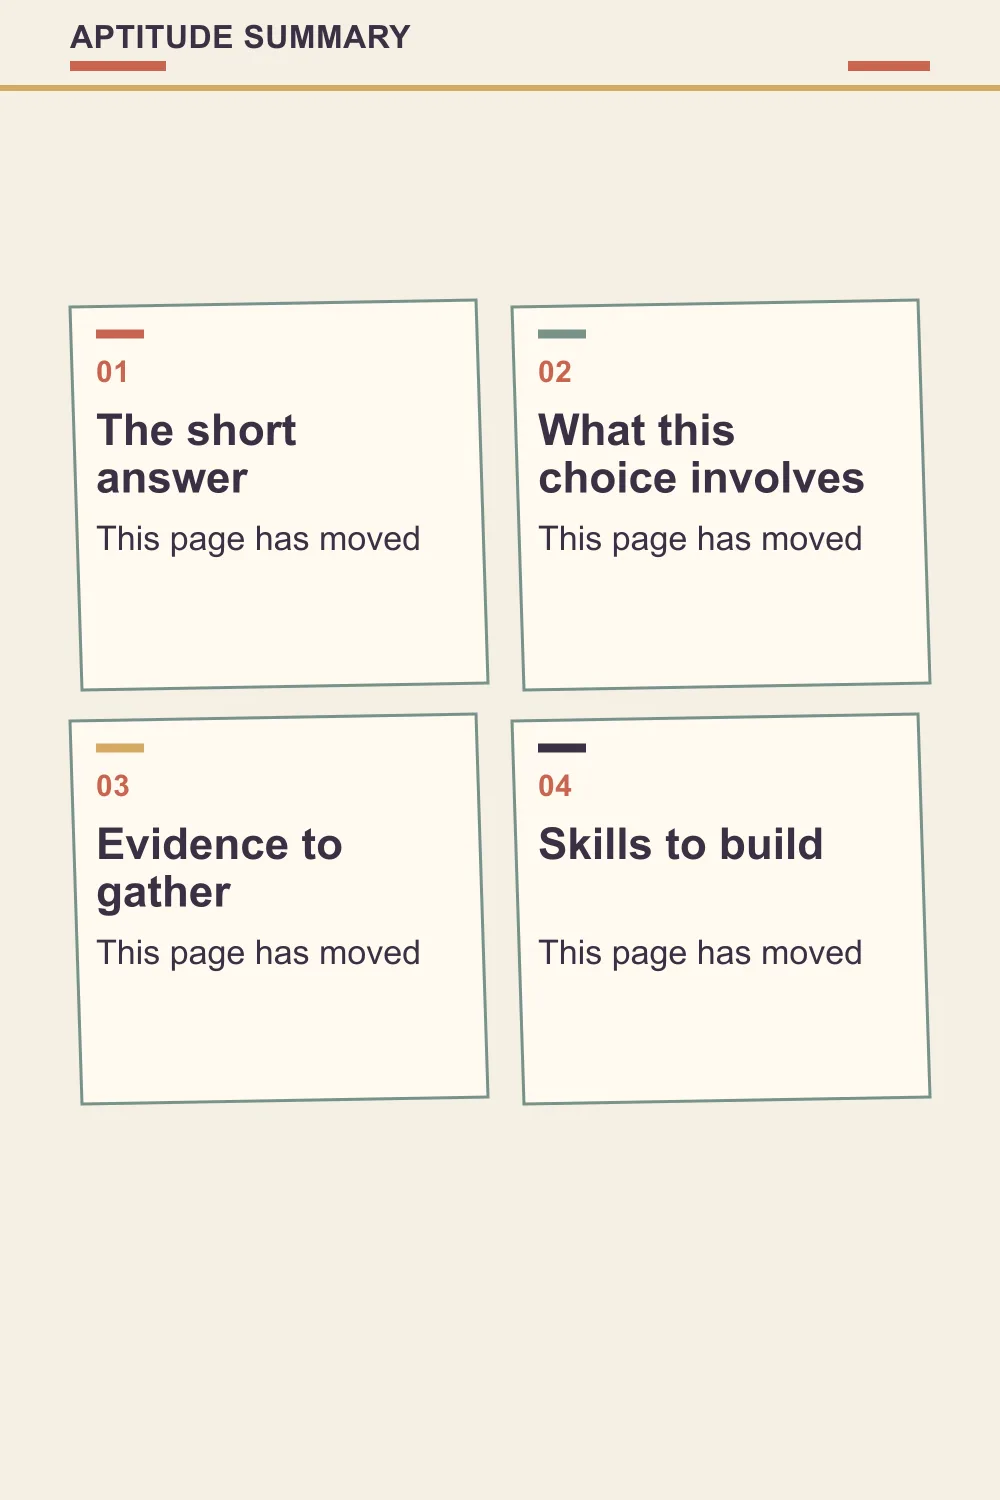 APTITUDE SUMMARY
01
The short
answer
This page has moved
02
What this
choice involves
This page has moved
03
Evidence to
gather
This page has moved
04
Skills to build
This page has moved